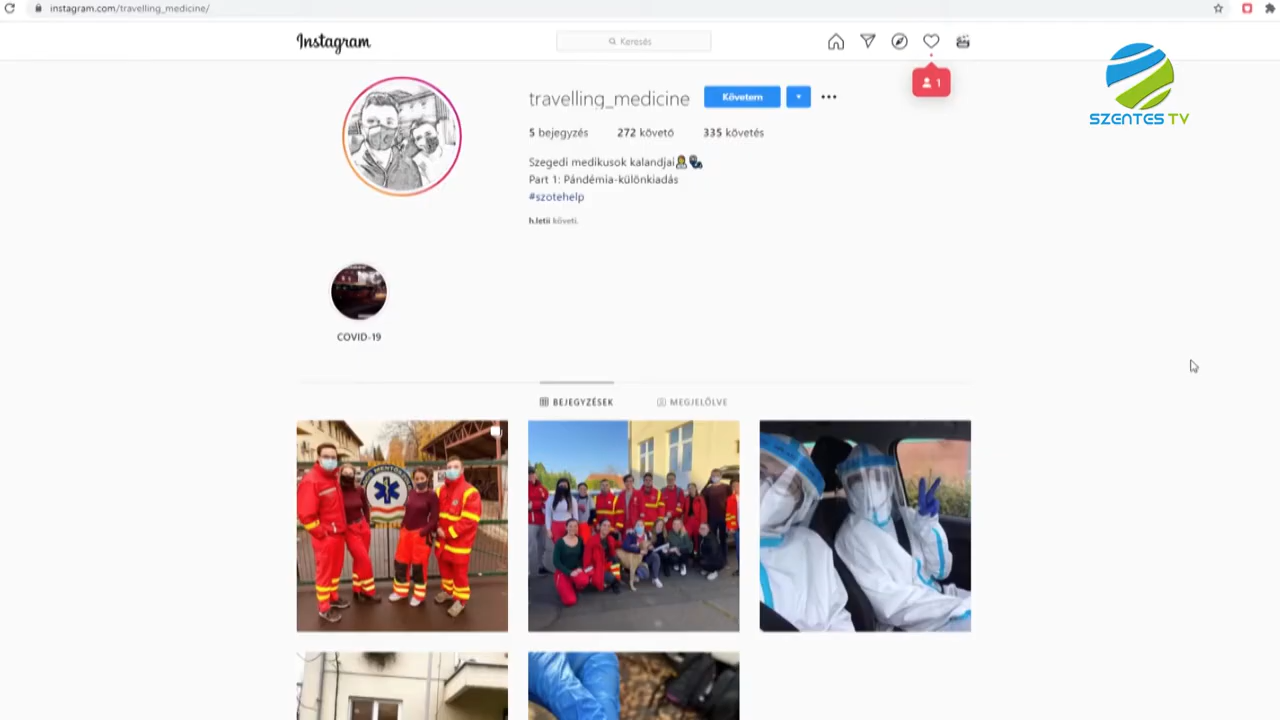 instagram.com/travelling_medicine/
Instagram
Keresés
1
SZENTES TV
travelling_medicine
Követem
5 bejegyzés 272 követő 335 követés
Szegedi medikusok kalandjai
Part 1: Pándémia-különkiadás
#szotehelp
h.letii követi.
COVID-19
BEJEGYZÉSEK
MEGJELÖLVE